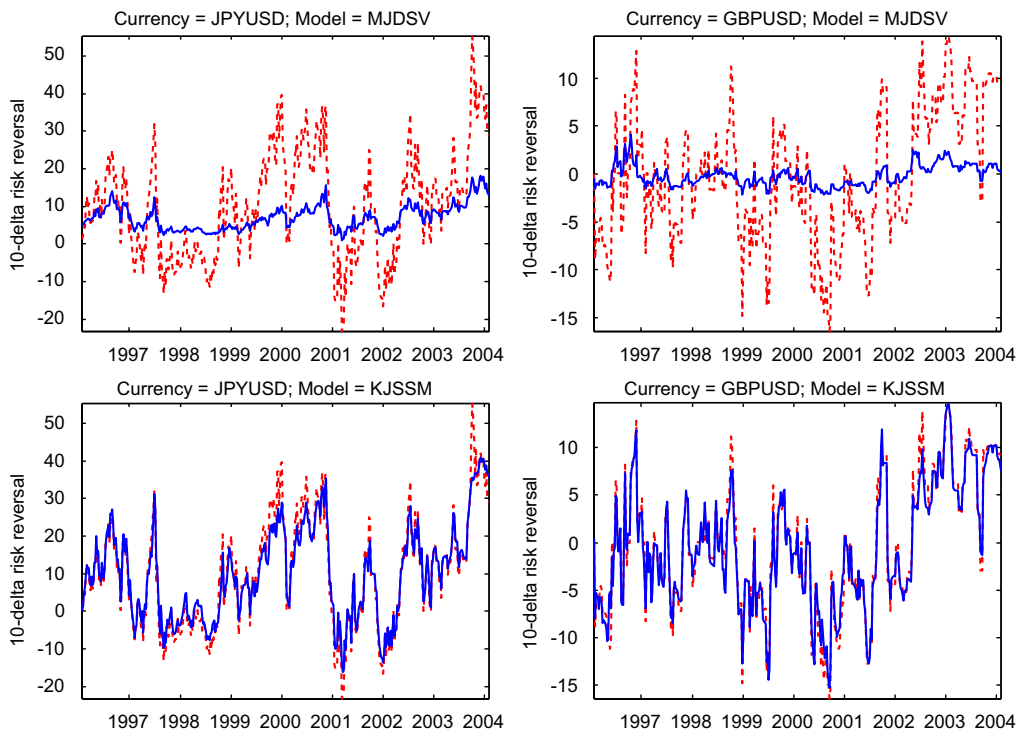 Currency = JPYUSD; Model = MJDSV
10-delta risk reversal
50
40
30
20
10
0
-10
-20
1997 1998 1999 2000 2001 2002 2003 2004
Currency = GBPUSD; Model = MJDSV
10-delta risk reversal
10
5
0
-5
-10
-15
1997 1998 1999 2000 2001 2002 2003 2004
Currency = JPYUSD; Model = KJSSM
10-delta risk reversal
50
40
30
20
10
0
-10
-20
1997 1998 1999 2000 2001 2002 2003 2004
Currency = GBPUSD; Model = KJSSM
10-delta risk reversal
10
5
0
-5
-10
-15
1997 1998 1999 2000 2001 2002 2003 2004